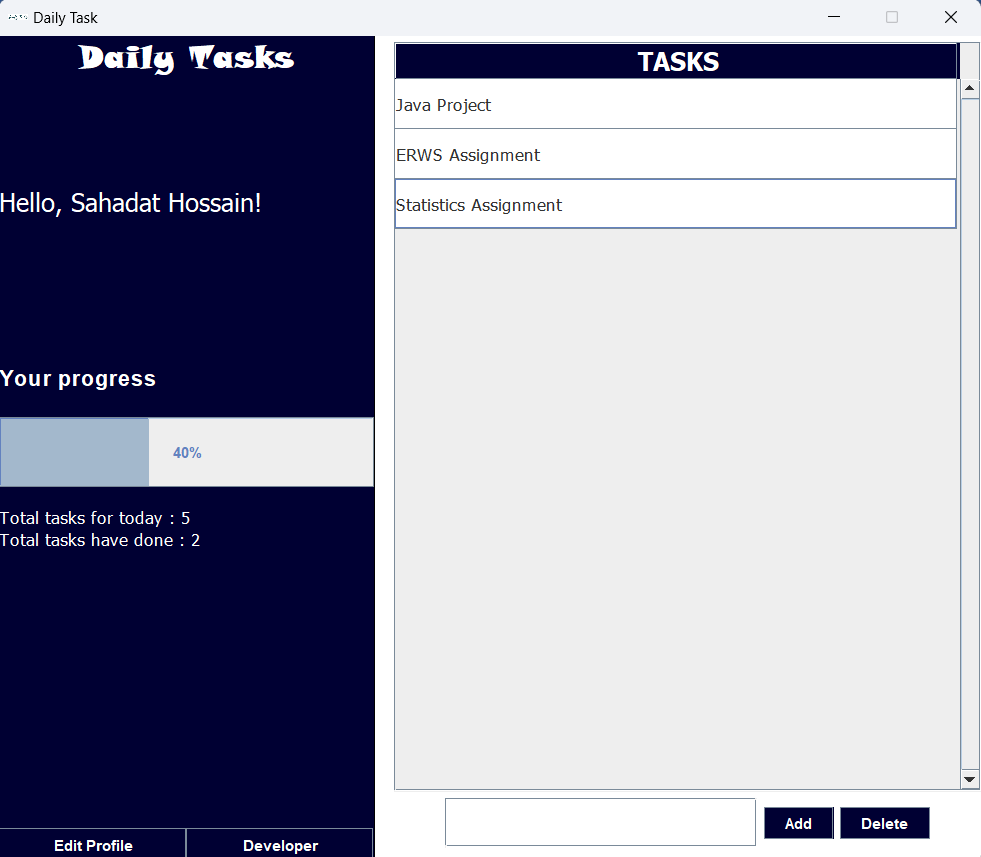 Daily Task
Daily Tasks
Hello, Sahadat Hossain!
Your progress
40%
Total tasks for today : 5
Total tasks have done : 2
Edit Profile
Developer
TASKS
Java Project
ERWS Assignment
Statistics Assignment
Add
Delete